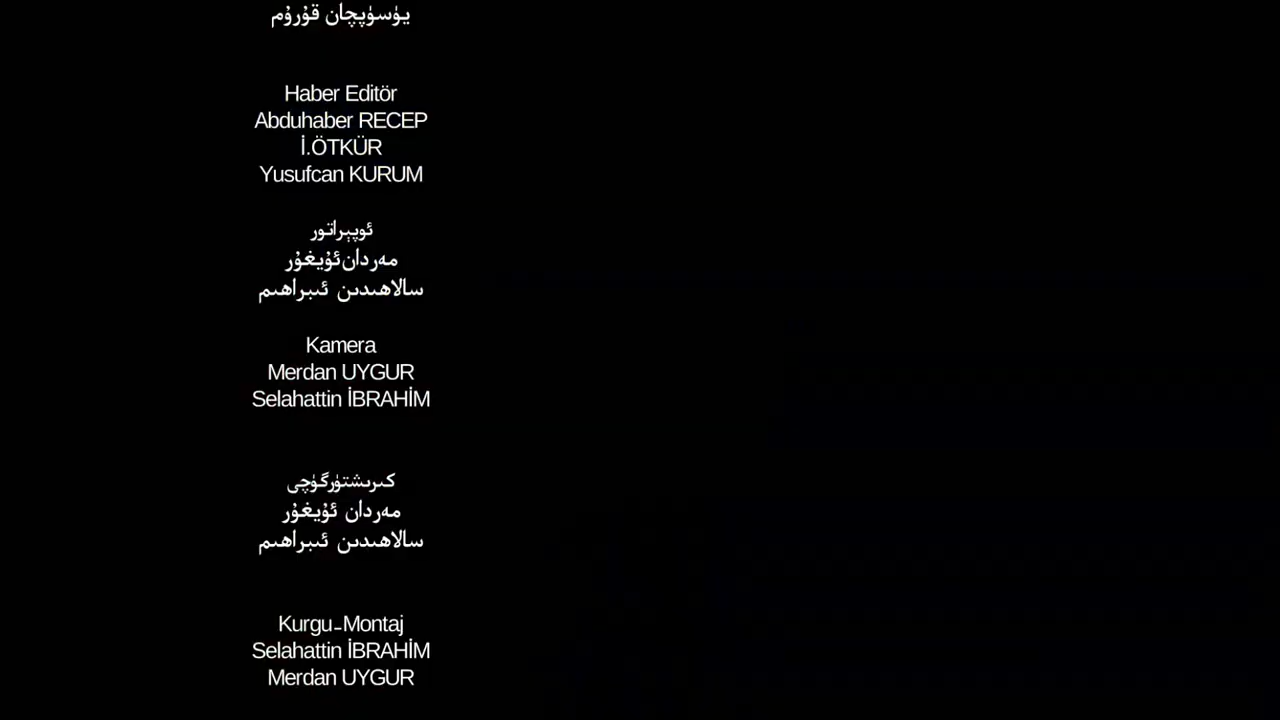 يۈسۈپچان قۇرۇم
Haber Editör
Abduhaber RECEP
İ.ÖTKÜR
Yusufcan KURUM
ئوپېراتور
مەردان ئۇيغۇر
سالاھىدىن ئىبراھىم
Kamera
Merdan UYGUR
Selahattin İBRAHİM
كىرىشتۈرگۈچى
مەردان ئۇيغۇر
سالاھىدىن ئىبراھىم
Kurgu-Montaj
Selahattin İBRAHİM
Merdan UYGUR